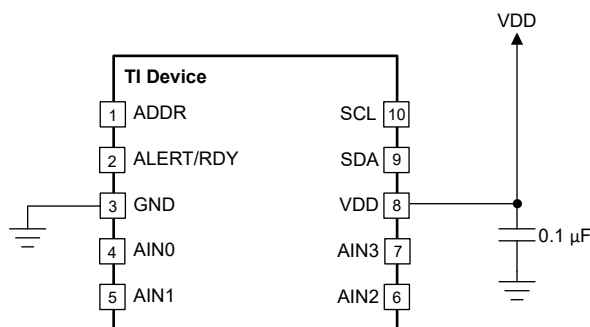 VDD
TI Device
1 ADDR SCL 10
2 ALERT/RDY SDA 9
3 GND VDD 8
0.1 µF
4 AIN0 AIN3 7
5 AIN1 AIN2 6